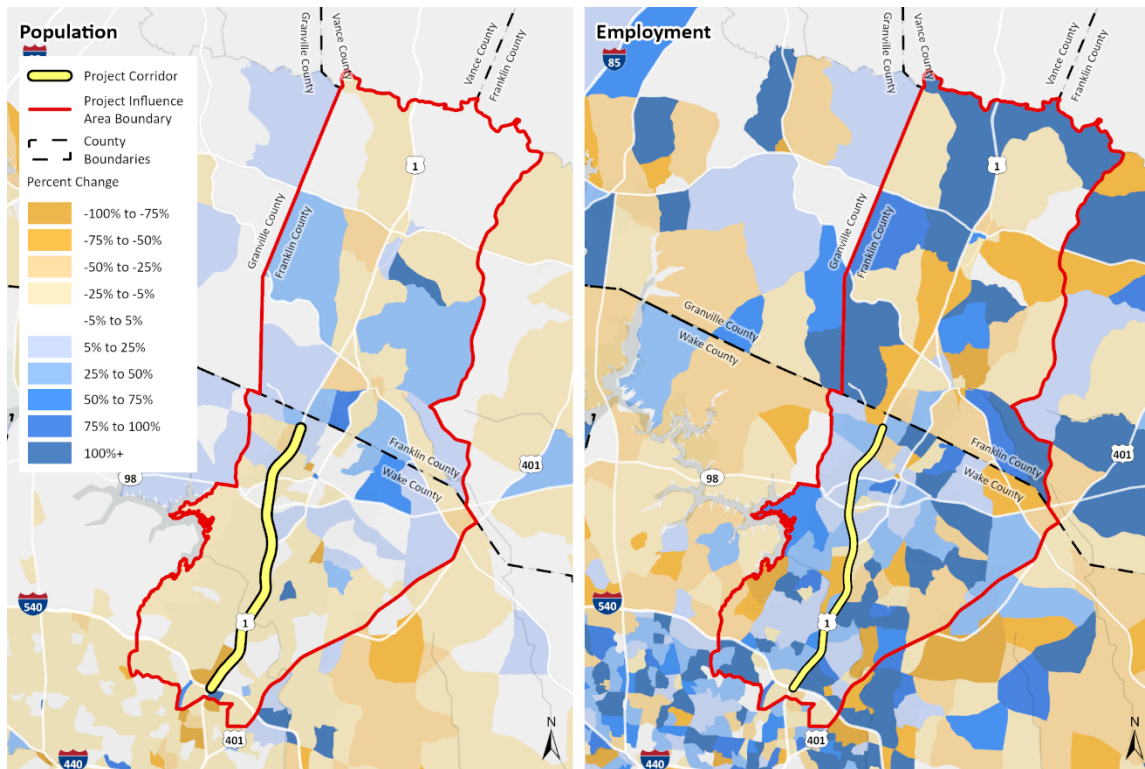 Population
Project Corridor
Project Influence
Area Boundary
County
Boundaries
Percent Change
-100% to -75%
-75% to -50%
-50% to -25%
-25% to -5%
-5% to 5%
5% to 25%
25% to 50%
50% to 75%
75% to 100%
100%+
Granville County
Vance County
Vance County
Franklin County
1
Granville County
Franklin County
Franklin County
Wake County
401
98
540
1
401
440
N
Employment
85
Granville County
Vance County
Vance County
Franklin County
1
Granville County
Franklin County
Granville County
Wake County
Franklin County
Wake County
401
98
540
1
401
440
N